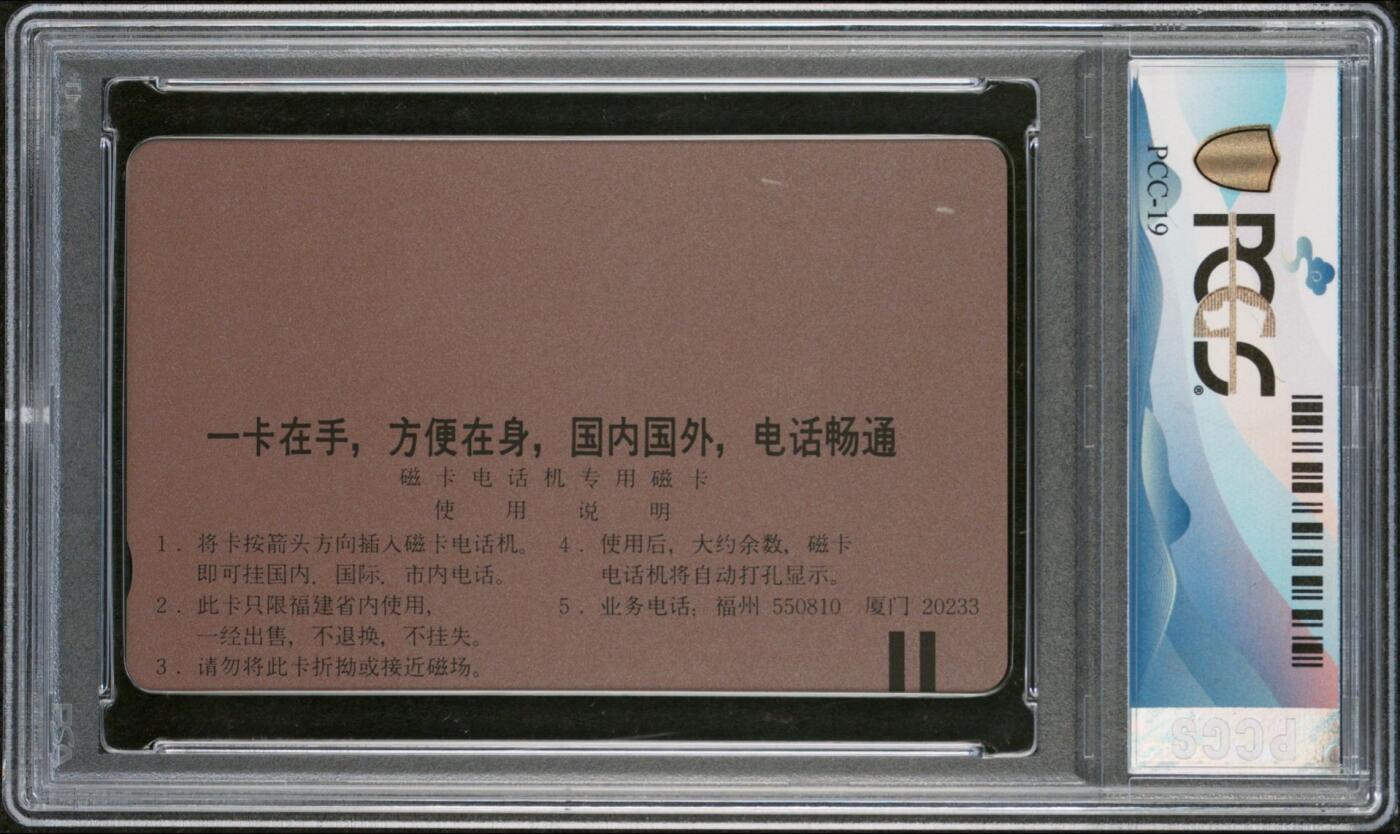 一卡在手，方便在身，国内国外，电话畅通
磁卡电话机专用磁卡
使用说明
1．将卡按箭头方向插入磁卡电话机。
即可挂国内．国际．市内电话。
2．此卡只限福建省内使用，
一经出售，不退换，不挂失。
3．请勿将此卡折拗或接近磁场。
4．使用后，大约余数，磁卡
电话机将自动打孔显示。
5．业务电话：福州 550810 厦门 20233
PCGS®
PCC-19
PCGS
PSA